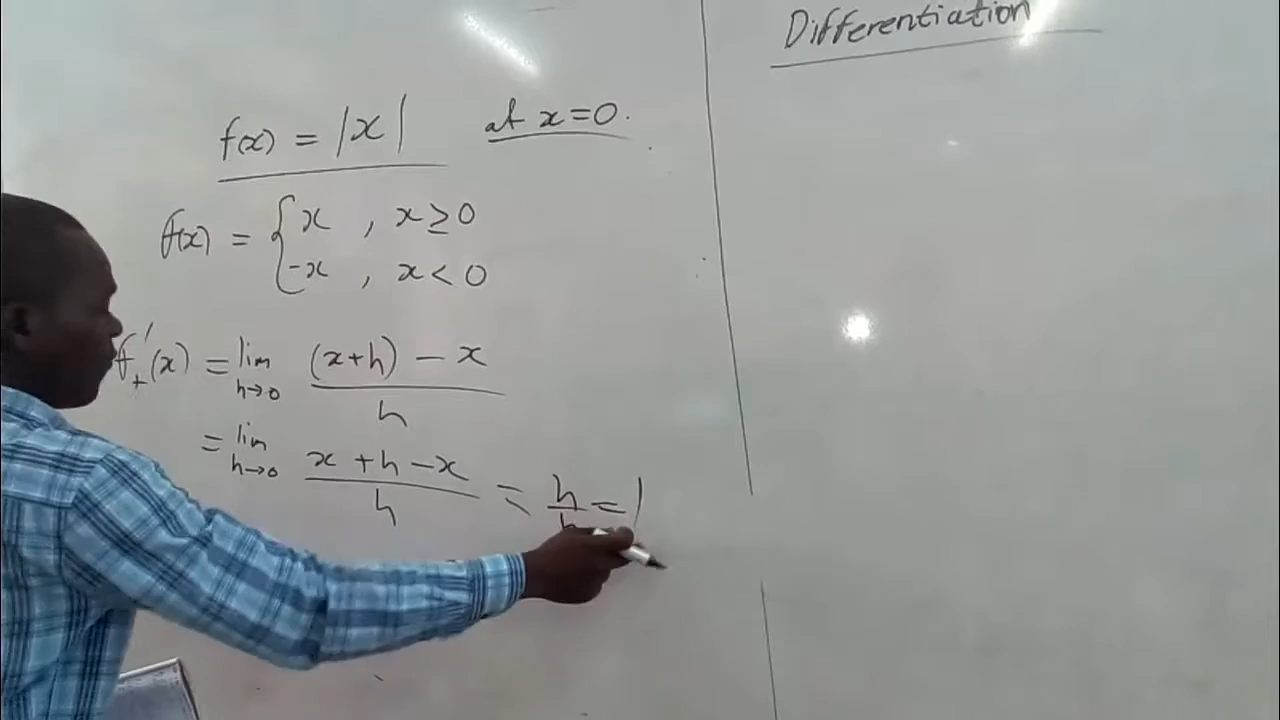 Differentiation
f(x) = |x| at x=0.
f(x) = { x , x ≥ 0
-x , x < 0
f'₊(x) = lim h→0 (x+h) - x / h
= lim h→0 x + h - x / h = h / h = 1